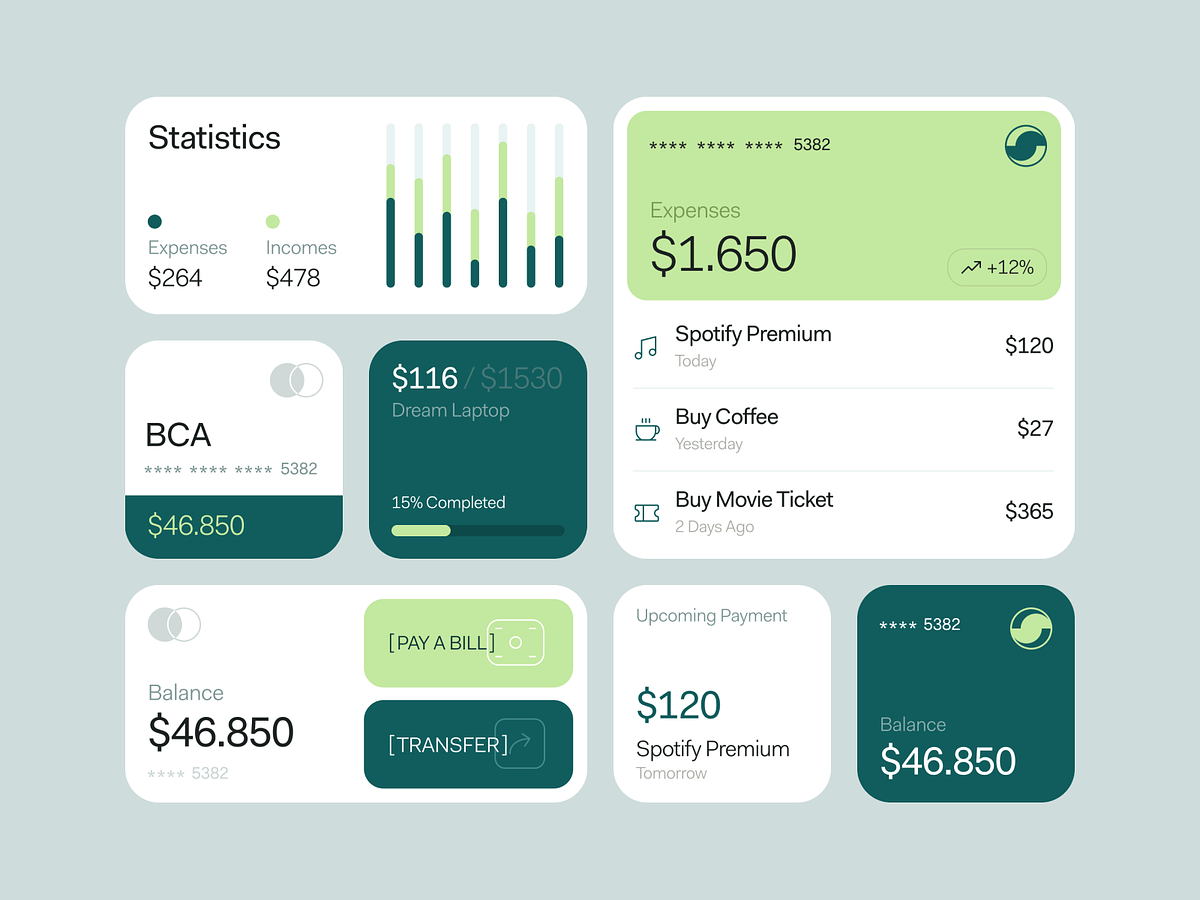 Statistics
Expenses
$264
Incomes
$478
**** **** **** 5382
Expenses
$1.650
+12%
Spotify Premium
Today
$120
Buy Coffee
Yesterday
$27
Buy Movie Ticket
2 Days Ago
$365
BCA
**** **** **** 5382
$46.850
$116 / $1530
Dream Laptop
15% Completed
Balance
$46.850
**** 5382
[PAY A BILL]
[TRANSFER]
Upcoming Payment
$120
Spotify Premium
Tomorrow
**** 5382
Balance
$46.850